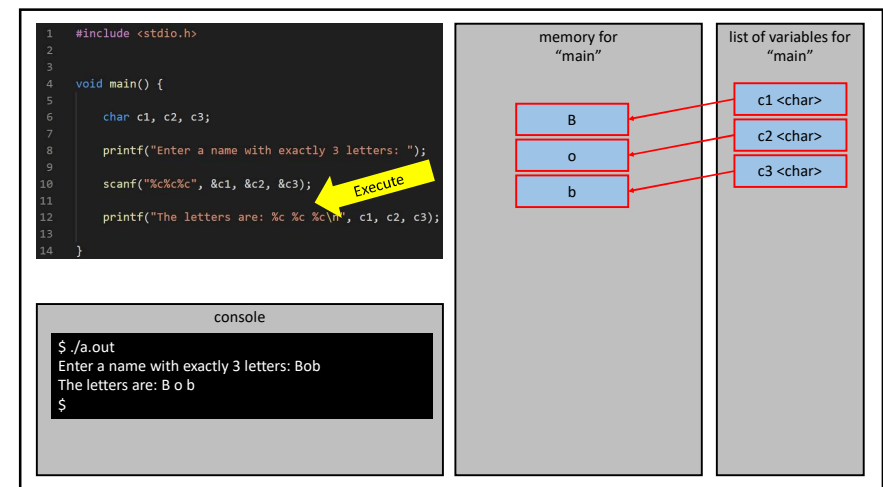 1 #include <stdio.h>
2
3
4 void main() {
5
6 char c1, c2, c3;
7
8 printf("Enter a name with exactly 3 letters: ");
9
10 scanf("%c%c%c", &c1, &c2, &c3);
11
12 printf("The letters are: %c %c %c\n", c1, c2, c3);
13
14 }
Execute
console
$ ./a.out
Enter a name with exactly 3 letters: Bob
The letters are: B o b
$
memory for
“main”
B
o
b
list of variables for
“main”
c1 <char>
c2 <char>
c3 <char>